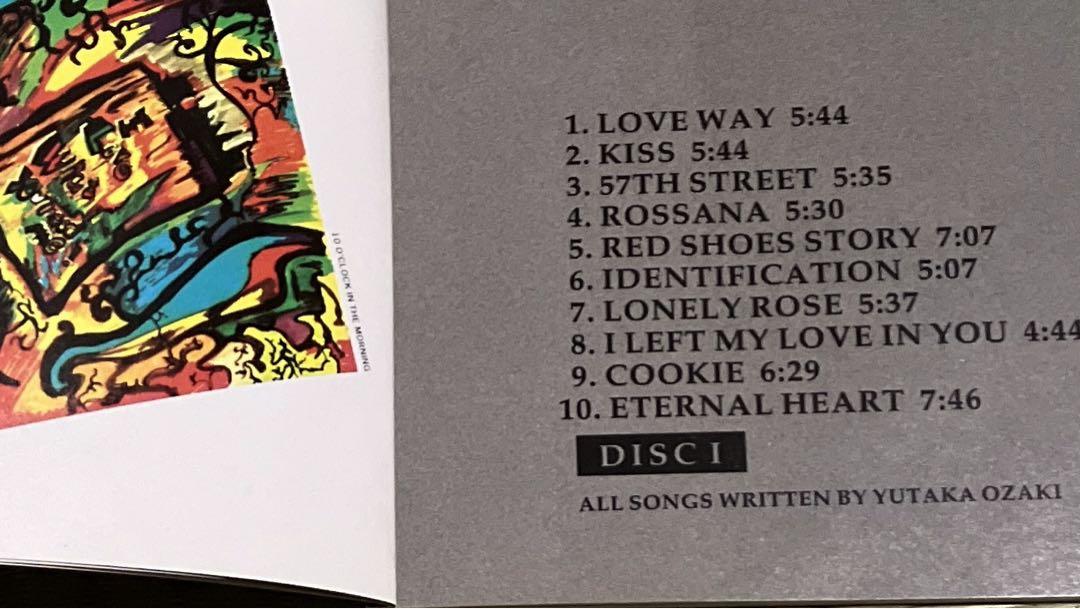 10 O'CLOCK IN THE MORNING
1. LOVE WAY 5:44
2. KISS 5:44
3. 57TH STREET 5:35
4. ROSSANA 5:30
5. RED SHOES STORY 7:07
6. IDENTIFICATION 5:07
7. LONELY ROSE 5:37
8. I LEFT MY LOVE IN YOU 4:44
9. COOKIE 6:29
10. ETERNAL HEART 7:46
DISC I
ALL SONGS WRITTEN BY YUTAKA OZAKI